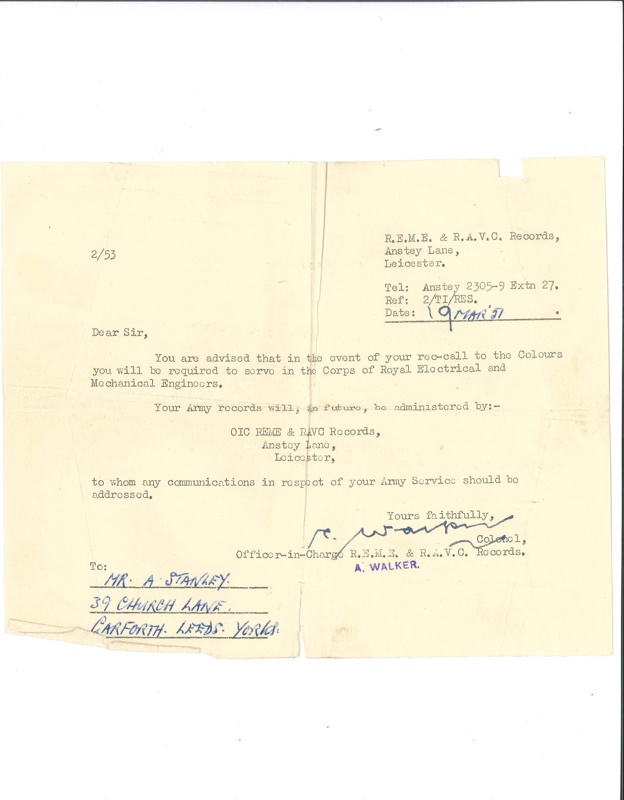 R.E.M.E. & R.A.V.C. Records,
2/53
Anstey Lane,
Leicester.
Tel: Anstey 2305-9 Extn 27.
Ref: 2/TI/RES.
Date: 19 MAR '51.
Dear Sir,
You are advised that in the event of your re-call to the Colours
you will be required to serve in the Corps of Royal Electrical and
Mechanical Engineers.
Your Army records will, in future, be administered by:-
OIC REME & RAVC Records,
Anstey Lane,
Leicester,
to whom any communications in respect of your Army Service should be
addressed.
Yours faithfully,
A. Walker
Colonel,
Officer-in-Charge R.E.M.E. & R.A.V.C. Records.
A. WALKER.
To:
MR. A. STANLEY.
39 CHURCH LANE.
GARFORTH. LEEDS. YORKS.